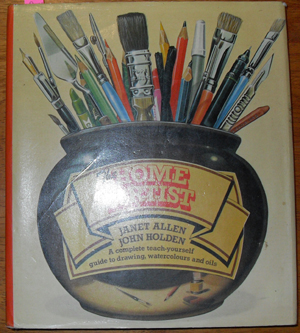 HOME
ARTIST
JANET ALLEN
JOHN HOLDEN
A complete teach-yourself
guide to drawing, watercolours and oils